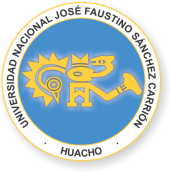 UNIVERSIDAD NACIONAL JOSÉ FAUSTINO SÁNCHEZ CARRIÓN
· HUACHO ·